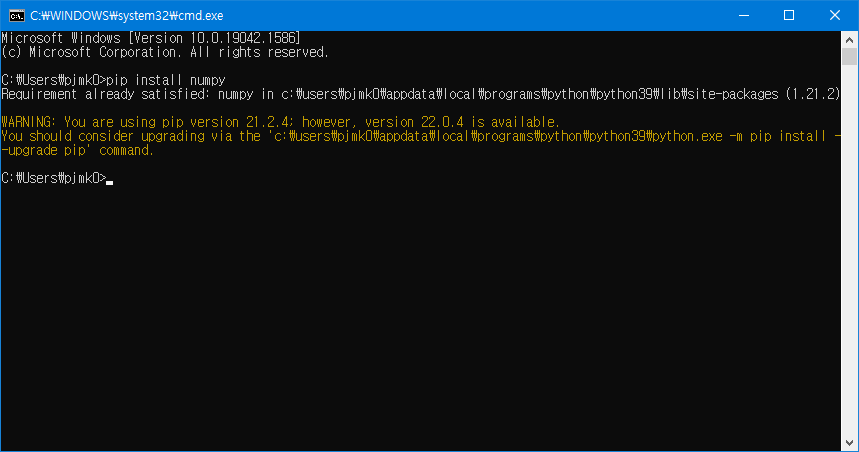 C:₩WINDOWS₩system32₩cmd.exe
Microsoft Windows [Version 10.0.19042.1586]
(c) Microsoft Corporation. All rights reserved.
C:₩Users₩pjmk0>pip install numpy
Requirement already satisfied: numpy in c:₩users₩pjmk0₩appdata₩local₩programs₩python₩python39₩lib₩site-packages (1.21.2)
WARNING: You are using pip version 21.2.4; however, version 22.0.4 is available.
You should consider upgrading via the 'c:₩users₩pjmk0₩appdata₩local₩programs₩python₩python39₩python.exe -m pip install -
-upgrade pip' command.
C:₩Users₩pjmk0>